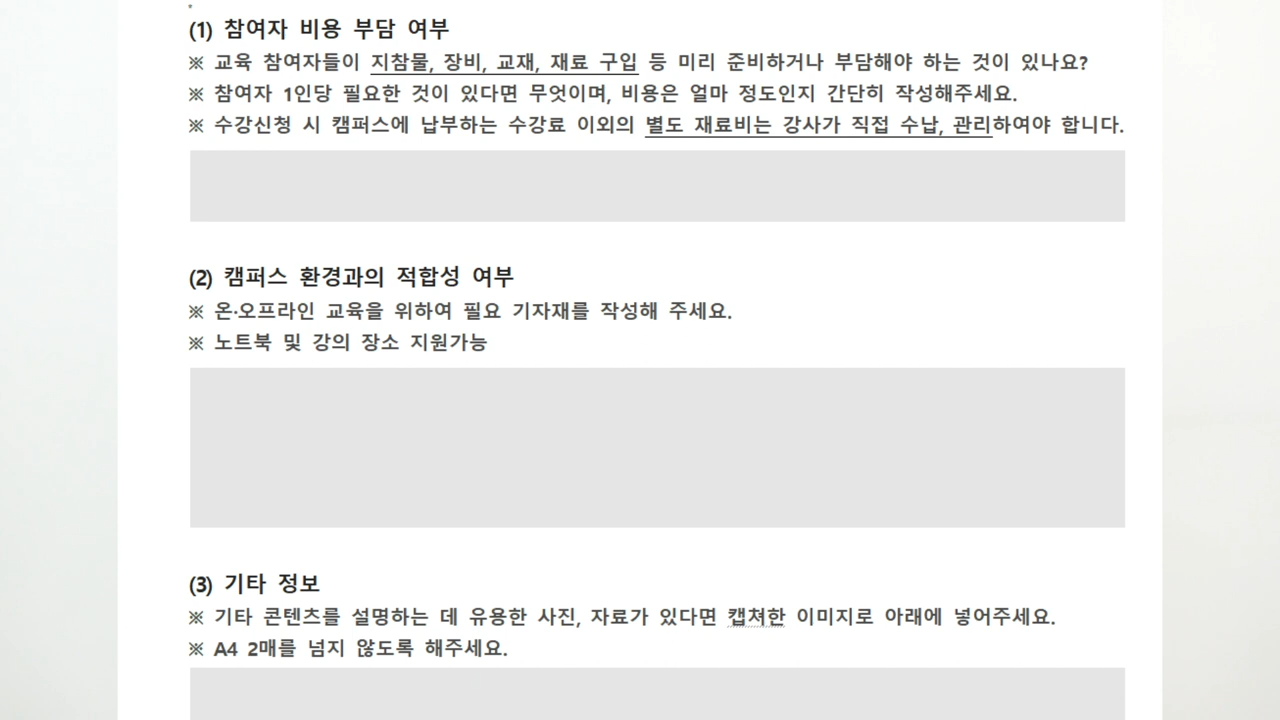 (1) 참여자 비용 부담 여부
※ 교육 참여자들이 지참물, 장비, 교재, 재료 구입 등 미리 준비하거나 부담해야 하는 것이 있나요?
※ 참여자 1인당 필요한 것이 있다면 무엇이며, 비용은 얼마 정도인지 간단히 작성해주세요.
※ 수강신청 시 캠퍼스에 납부하는 수강료 이외의 별도 재료비는 강사가 직접 수납, 관리하여야 합니다.
(2) 캠퍼스 환경과의 적합성 여부
※ 온·오프라인 교육을 위하여 필요 기자재를 작성해 주세요.
※ 노트북 및 강의 장소 지원가능
(3) 기타 정보
※ 기타 콘텐츠를 설명하는 데 유용한 사진, 자료가 있다면 캡쳐한 이미지로 아래에 넣어주세요.
※ A4 2매를 넘지 않도록 해주세요.